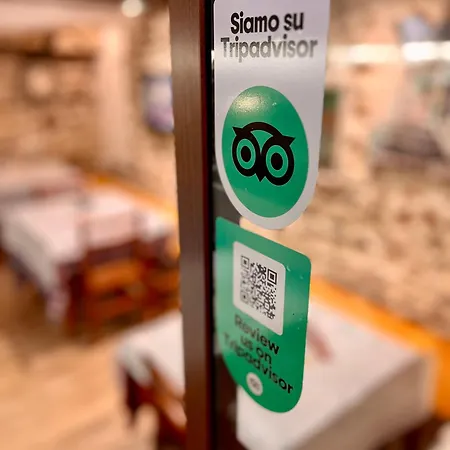 Siamo su
Tripadvisor
Review
us on
Tripadvisor